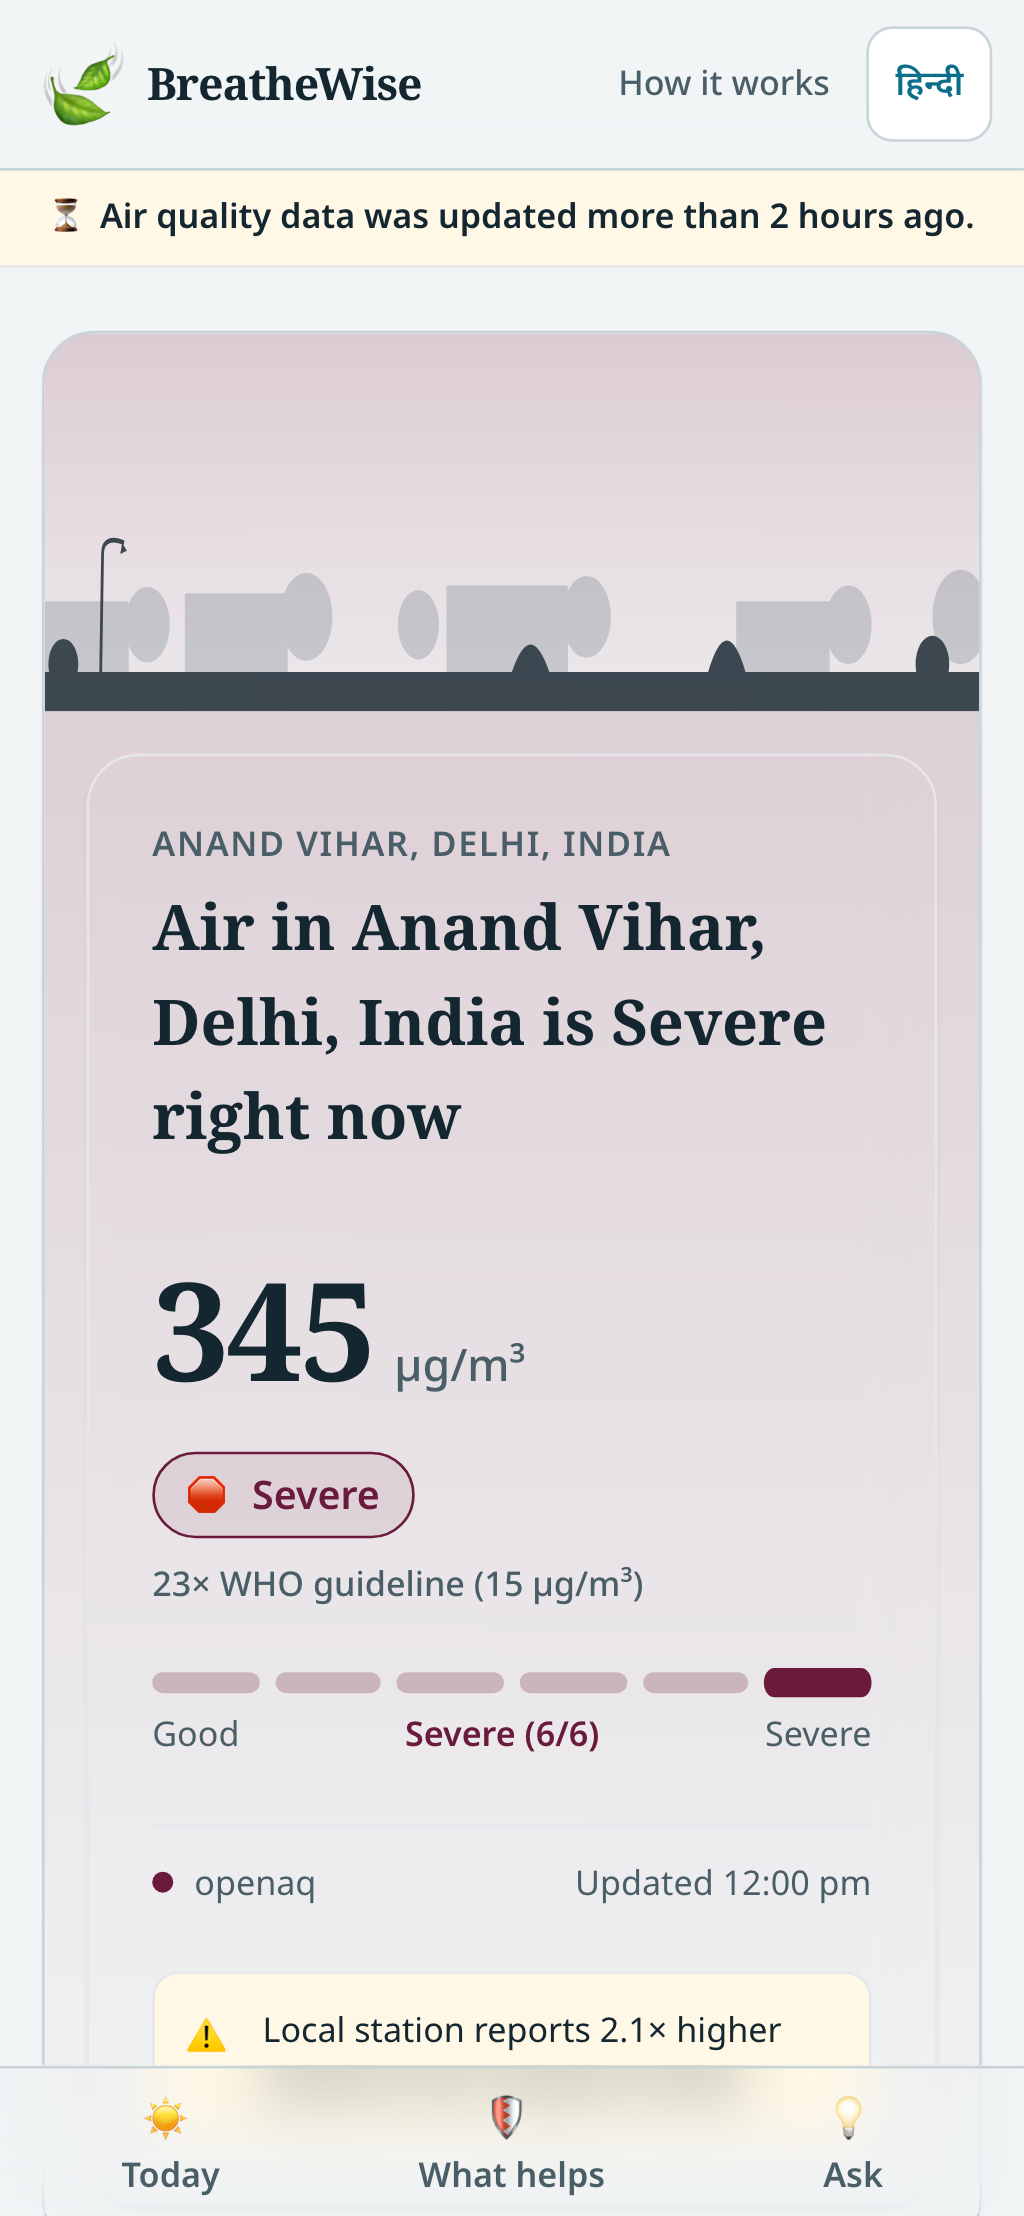 BreatheWise
How it works
हिन्दी
Air quality data was updated more than 2 hours ago.
ANAND VIHAR, DELHI, INDIA
Air in Anand Vihar,
Delhi, India is Severe
right now
345 µg/m³
Severe
23× WHO guideline (15 µg/m³)
Good
Severe (6/6)
Severe
openaq
Updated 12:00 pm
Local station reports 2.1× higher
Today
What helps
Ask